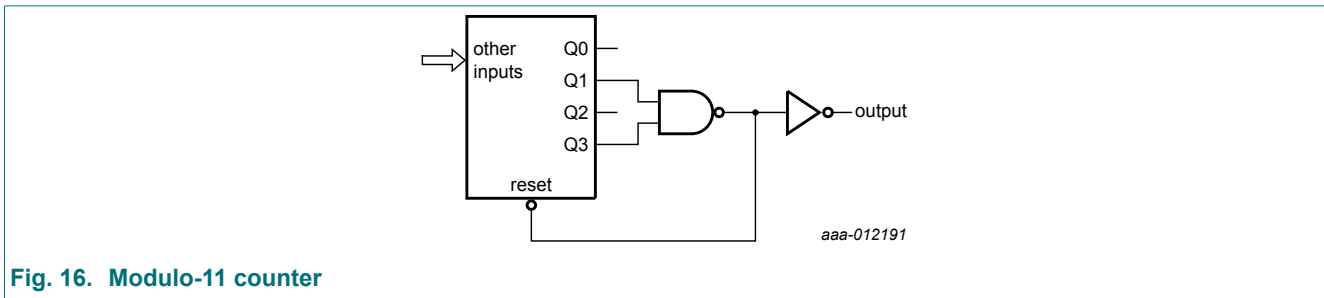 other
inputs
Q0
Q1
Q2
Q3
reset
output
aaa-012191
Fig. 16. Modulo-11 counter